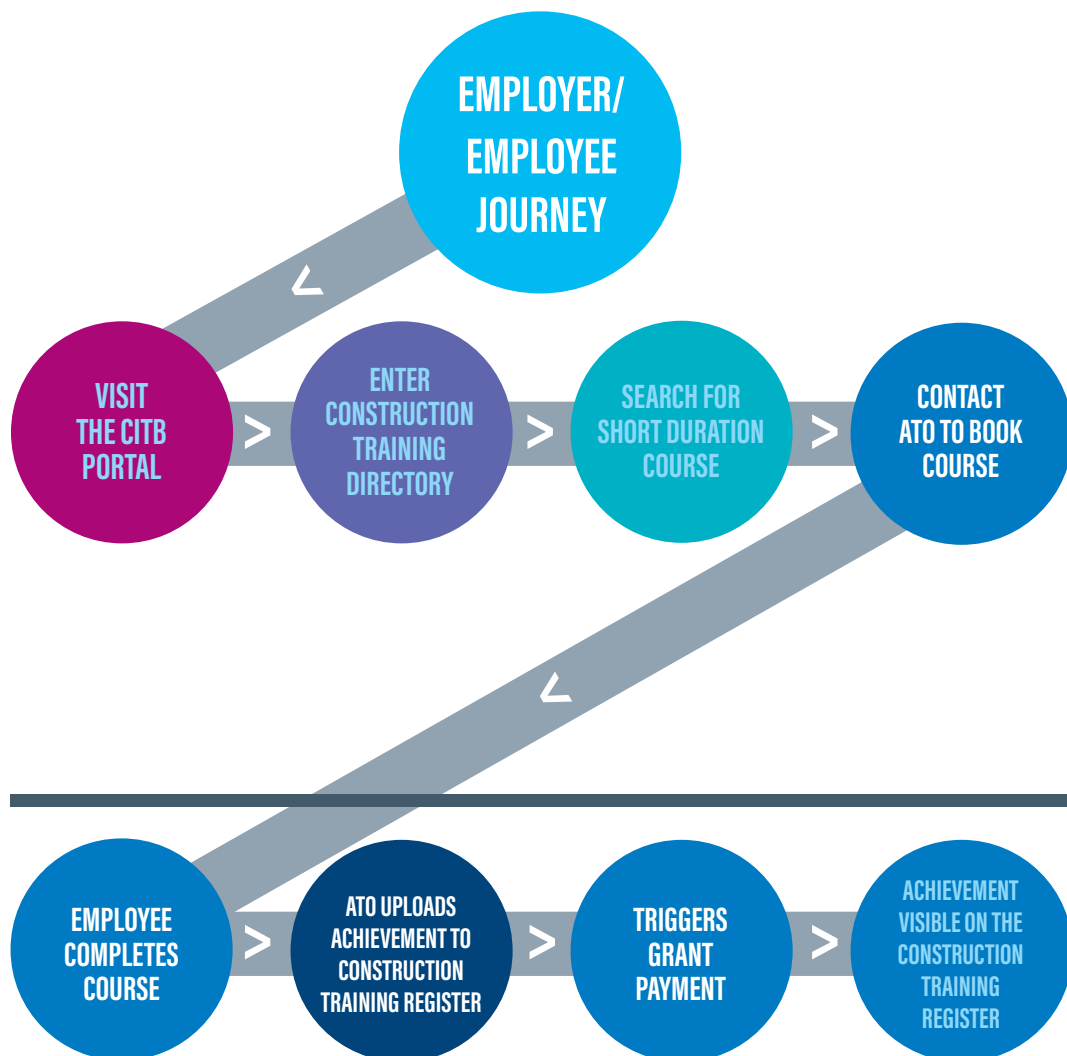 EMPLOYER/
EMPLOYEE
JOURNEY
<
VISIT
THE CITB
PORTAL
>
ENTER
CONSTRUCTION
TRAINING
DIRECTORY
>
SEARCH FOR
SHORT DURATION
COURSE
>
CONTACT
ATO TO BOOK
COURSE
<
EMPLOYEE
COMPLETES
COURSE
>
ATO UPLOADS
ACHIEVEMENT TO
CONSTRUCTION
TRAINING REGISTER
>
TRIGGERS
GRANT
PAYMENT
>
ACHIEVEMENT
VISIBLE ON THE
CONSTRUCTION
TRAINING
REGISTER